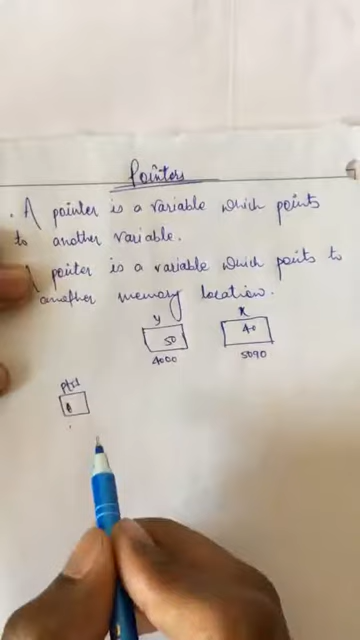 Pointers
. A pointer is a variable which points
to another variable.
A poiter is a variable which points to
another memory location.
y x
50 40
4000 5090
ptr1